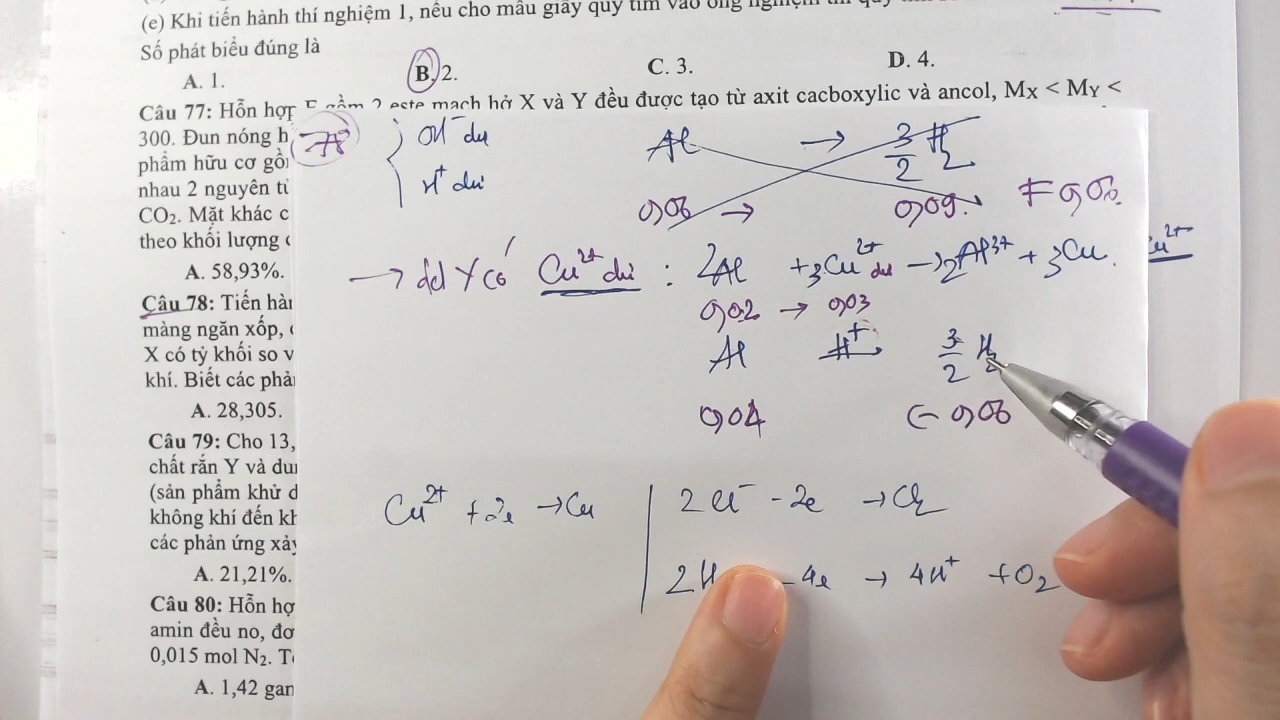 (e) Khi tiến hành thí nghiệm 1, nếu cho mẩu giấy quỳ tím vào ống nghiệm thì quỳ tím
Số phát biểu đúng là
A. 1. B. 2. C. 3. D. 4.
Câu 77: Hỗn hợp E gồm 2 este mạch hở X và Y đều được tạo từ axit cacboxylic và ancol, MX < MY <
300. Đun nóng h
phẩm hữu cơ gồ
nhau 2 nguyên tử
CO2. Mặt khác c
theo khối lượng
A. 58,93%.
Câu 78: Tiến hàn
màng ngăn xốp,
X có tỷ khối so v
khí. Biết các phả
A. 28,305.
Câu 79: Cho 13,
chất rắn Y và du
(sản phẩm khử d
không khí đến kh
các phản ứng xảy
A. 21,21%.
Câu 80: Hỗn hợ
amin đều no, đơ
0,015 mol N2. T
A. 1,42 gan
78
OH- dư
H+ dư
Al → 3/2 H2
0,06 → 0,09. ≠ 0,06.
→ dd Y có Cu2+ dư : 2Al + 3Cu2+ dư → 2Al3+ + 3Cu.
0,02 → 0,03
Al H+ 3/2 H2
0,04 ← 0,06
Cu2+ + 2e → Cu
2Cl- - 2e → Cl2
2H - 4e → 4H+ + O2